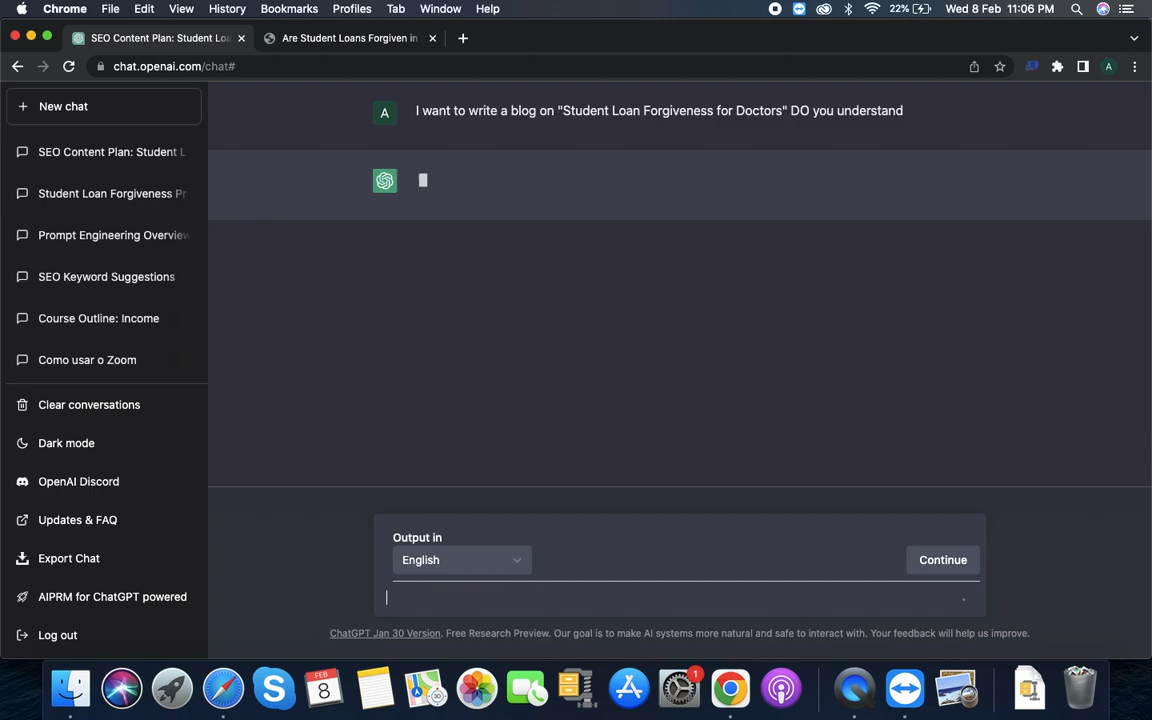 Chrome File Edit View History Bookmarks Profiles Tab Window Help 22% Wed 8 Feb 11:06 PM
SEO Content Plan: Student Loa Are Student Loans Forgiven in
chat.openai.com/chat# A
New chat
SEO Content Plan: Student L
Student Loan Forgiveness Pr
Prompt Engineering Overview
SEO Keyword Suggestions
Course Outline: Income
Como usar o Zoom
Clear conversations
Dark mode
OpenAI Discord
Updates & FAQ
Export Chat
AIPRM for ChatGPT powered
Log out
A I want to write a blog on "Student Loan Forgiveness for Doctors" DO you understand
Output in
English Continue
ChatGPT Jan 30 Version. Free Research Preview. Our goal is to make AI systems more natural and safe to interact with. Your feedback will help us improve.
FEB
8
1